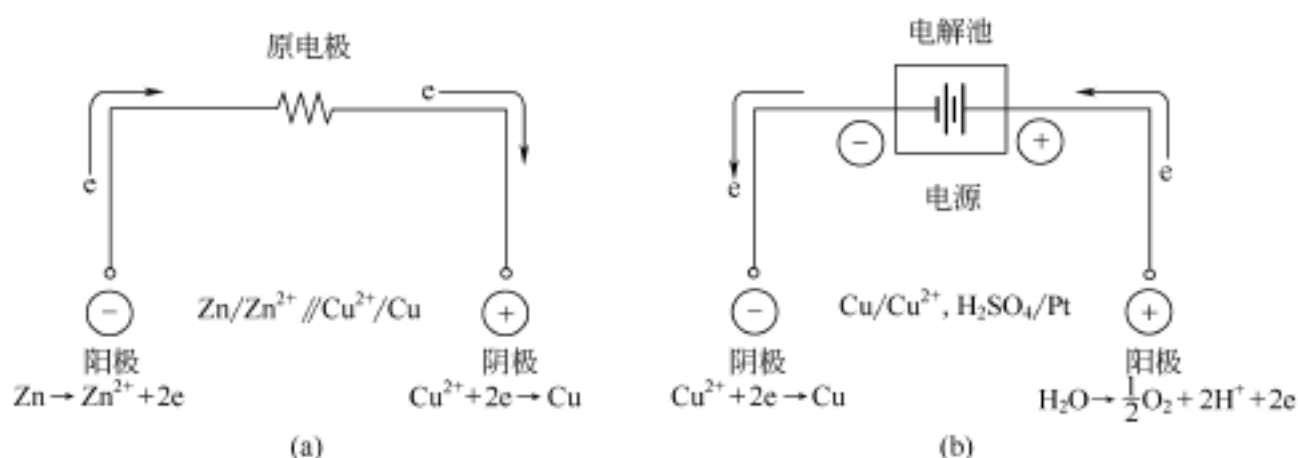 原电极
e
e
⊖
Zn/Zn²⁺//Cu²⁺/Cu
⊕
阳极
阴极
Zn→Zn²⁺+2e
Cu²⁺+2e→Cu
(a)
电解池
⊖
⊕
e
电源
e
⊖
Cu/Cu²⁺, H₂SO₄/Pt
⊕
阴极
阳极
Cu²⁺+2e→Cu
H₂O→1/2O₂+2H⁺+2e
(b)